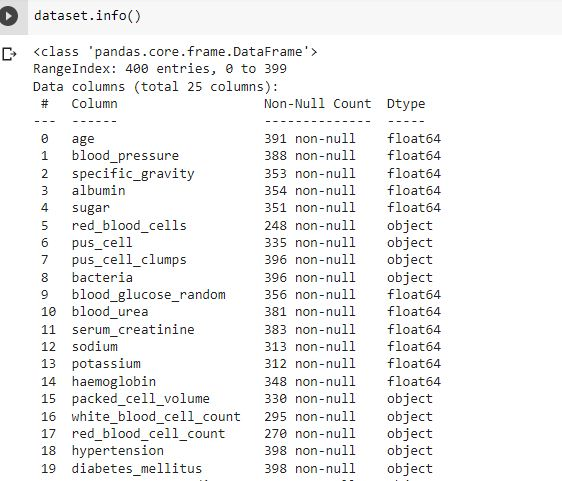 dataset.info()
<class 'pandas.core.frame.DataFrame'>
RangeIndex: 400 entries, 0 to 399
Data columns (total 25 columns):
 #   Column                  Non-Null Count  Dtype
---  ------                  --------------  -----
 0   age                     391 non-null    float64
 1   blood_pressure          388 non-null    float64
 2   specific_gravity        353 non-null    float64
 3   albumin                 354 non-null    float64
 4   sugar                   351 non-null    float64
 5   red_blood_cells         248 non-null    object
 6   pus_cell                335 non-null    object
 7   pus_cell_clumps         396 non-null    object
 8   bacteria                396 non-null    object
 9   blood_glucose_random    356 non-null    float64
 10  blood_urea              381 non-null    float64
 11  serum_creatinine        383 non-null    float64
 12  sodium                  313 non-null    float64
 13  potassium               312 non-null    float64
 14  haemoglobin             348 non-null    float64
 15  packed_cell_volume      330 non-null    object
 16  white_blood_cell_count  295 non-null    object
 17  red_blood_cell_count    270 non-null    object
 18  hypertension            398 non-null    object
 19  diabetes_mellitus       398 non-null    object